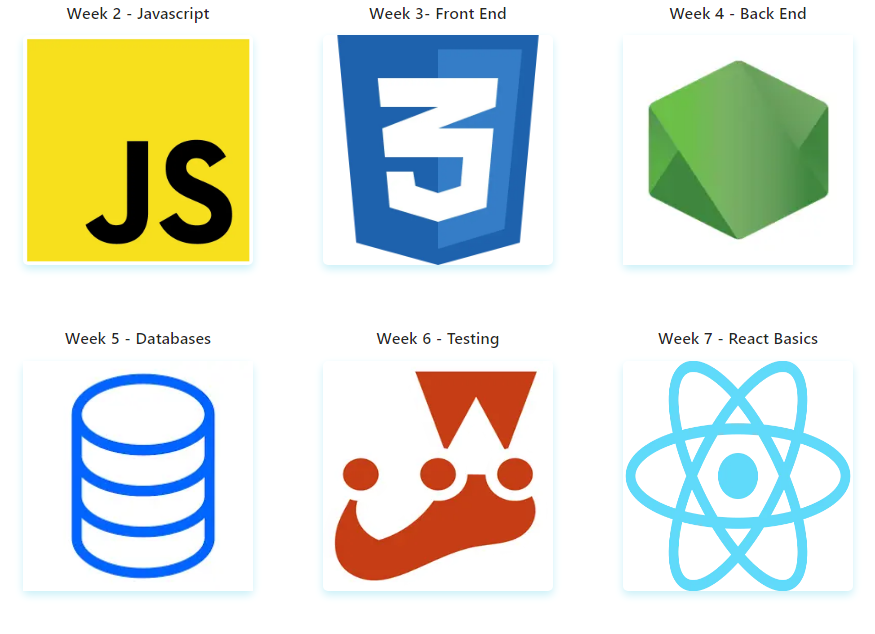 Week 2 - Javascript
Week 3- Front End
Week 4 - Back End
JS
3
Week 5 - Databases
Week 6 - Testing
Week 7 - React Basics